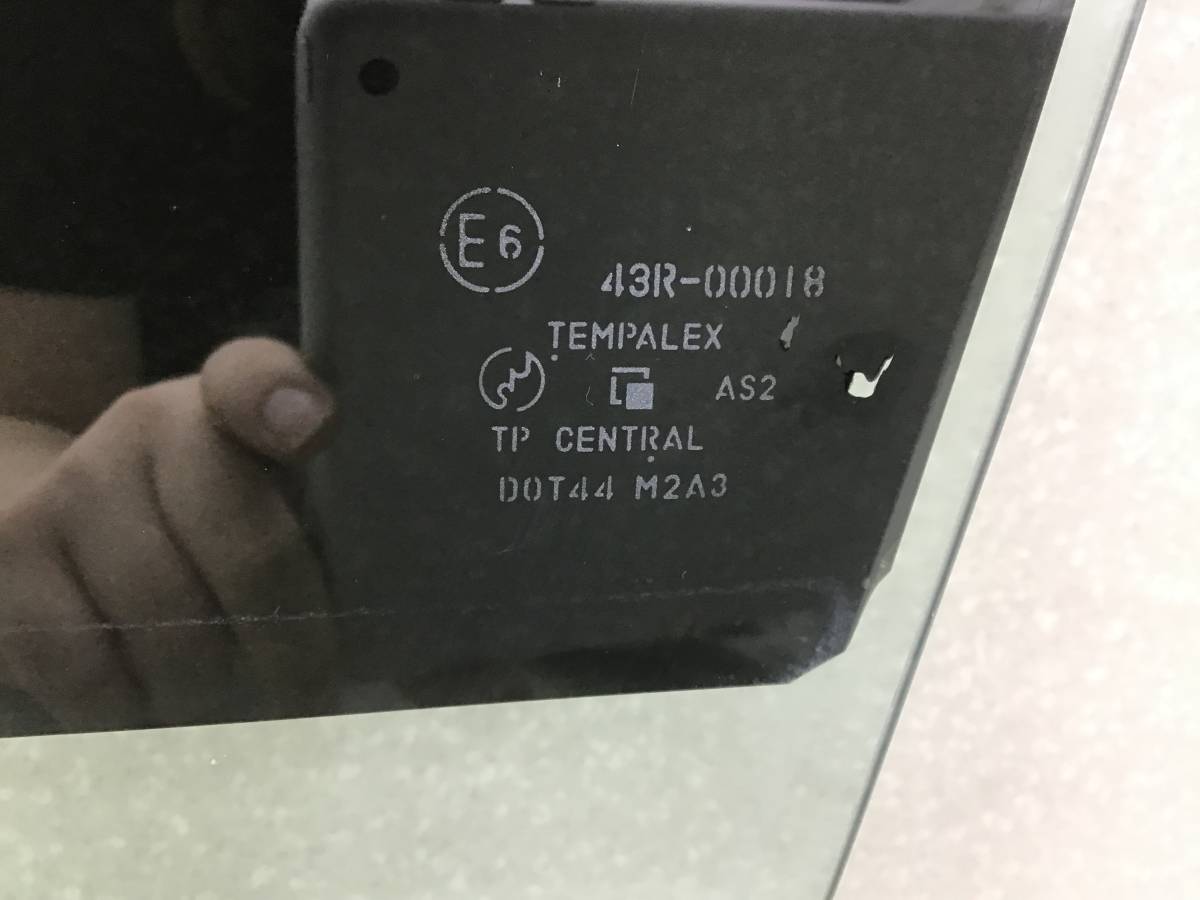 E6
43R-00018
TEMPALEX
AS2
TP CENTRAL
DOT44 M2A3